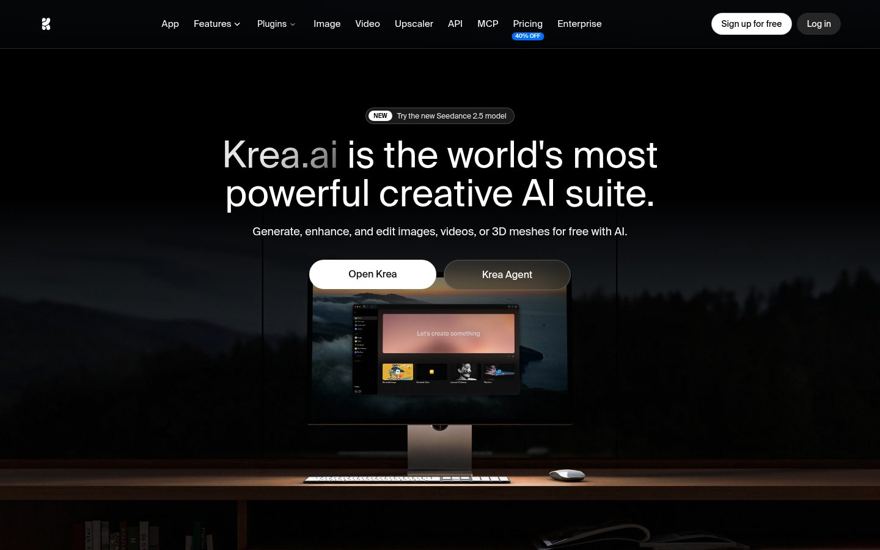 App Features Plugins Image Video Upscaler API MCP Pricing Enterprise Sign up for free Log in
40% OFF
NEW Try the new Seedance 2.5 model
Krea.ai is the world's most
powerful creative AI suite.
Generate, enhance, and edit images, videos, or 3D meshes for free with AI.
Open Krea Krea Agent
Let's create something